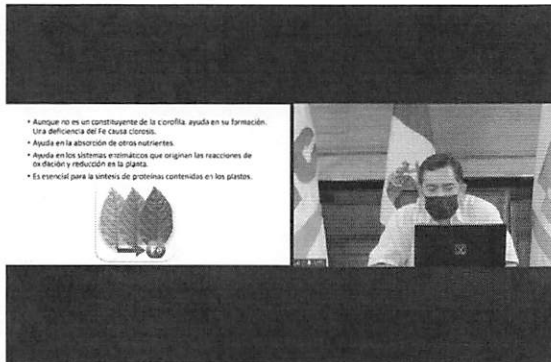 • Aunque no es un constituyente de la clorofila, ayuda en su formación.
Una deficiencia del Fe causa clorosis.
• Ayuda en la absorción de otros nutrientes.
• Ayuda en los sistemas enzimáticos que originan las reacciones de
oxidación y reducción en la planta.
• Es esencial para la síntesis de proteínas contenidas en los plastos.
Fe